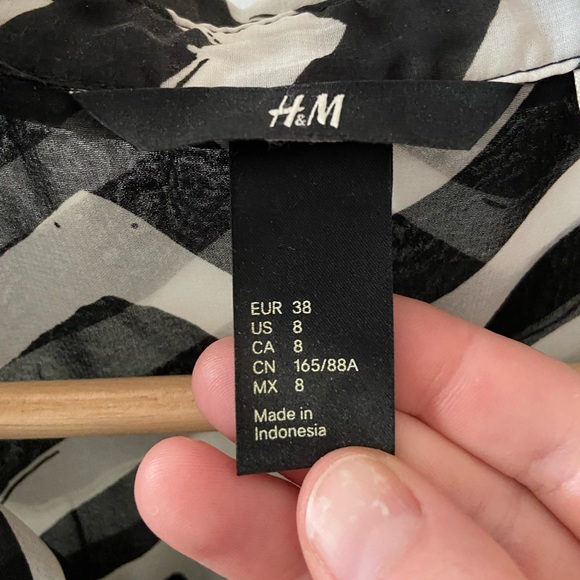 H&M
EUR 38
US 8
CA 8
CN 165/88A
MX 8
Made in
Indonesia